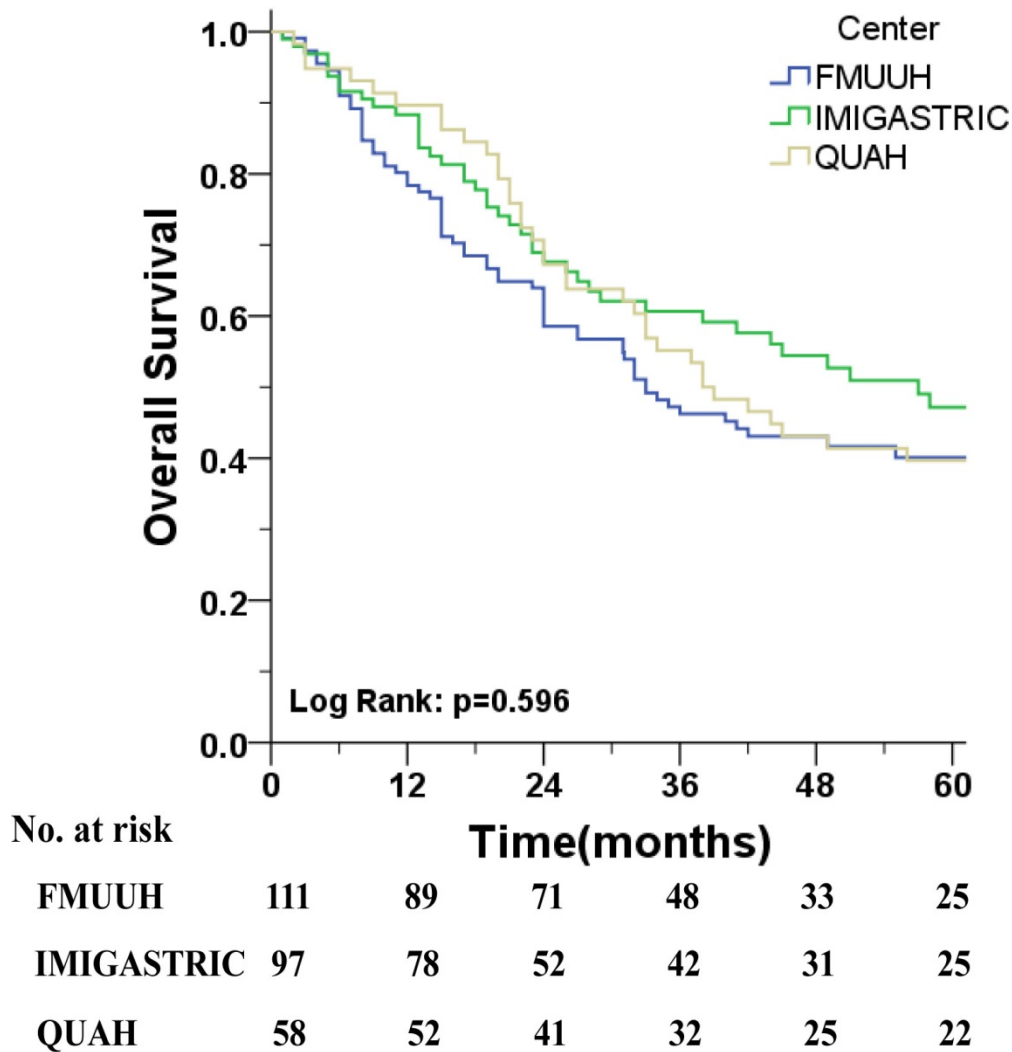 Center
FMUUH
IMIGASTRIC
QUAH
1.0
0.8
0.6
0.4
0.2
0.0
Overall Survival
Log Rank: p=0.596
0 12 24 36 48 60
Time(months)
No. at risk
FMUUH 111 89 71 48 33 25
IMIGASTRIC 97 78 52 42 31 25
QUAH 58 52 41 32 25 22